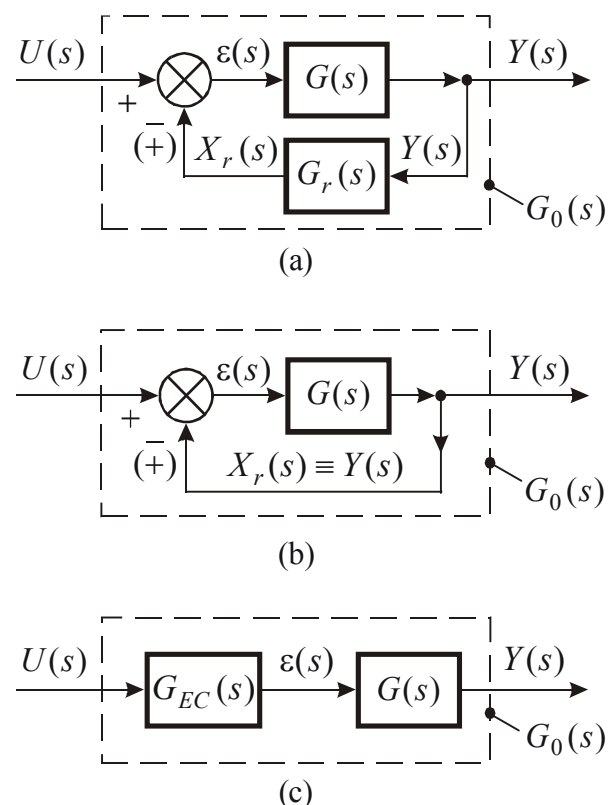 U(s) ε(s) G(s) Y(s)
+
−
(+) X_r(s) G_r(s) Y(s)
G_0(s)
(a)
U(s) ε(s) G(s) Y(s)
+
−
(+) X_r(s) ≡ Y(s)
G_0(s)
(b)
U(s) G_EC(s) ε(s) G(s) Y(s)
G_0(s)
(c)